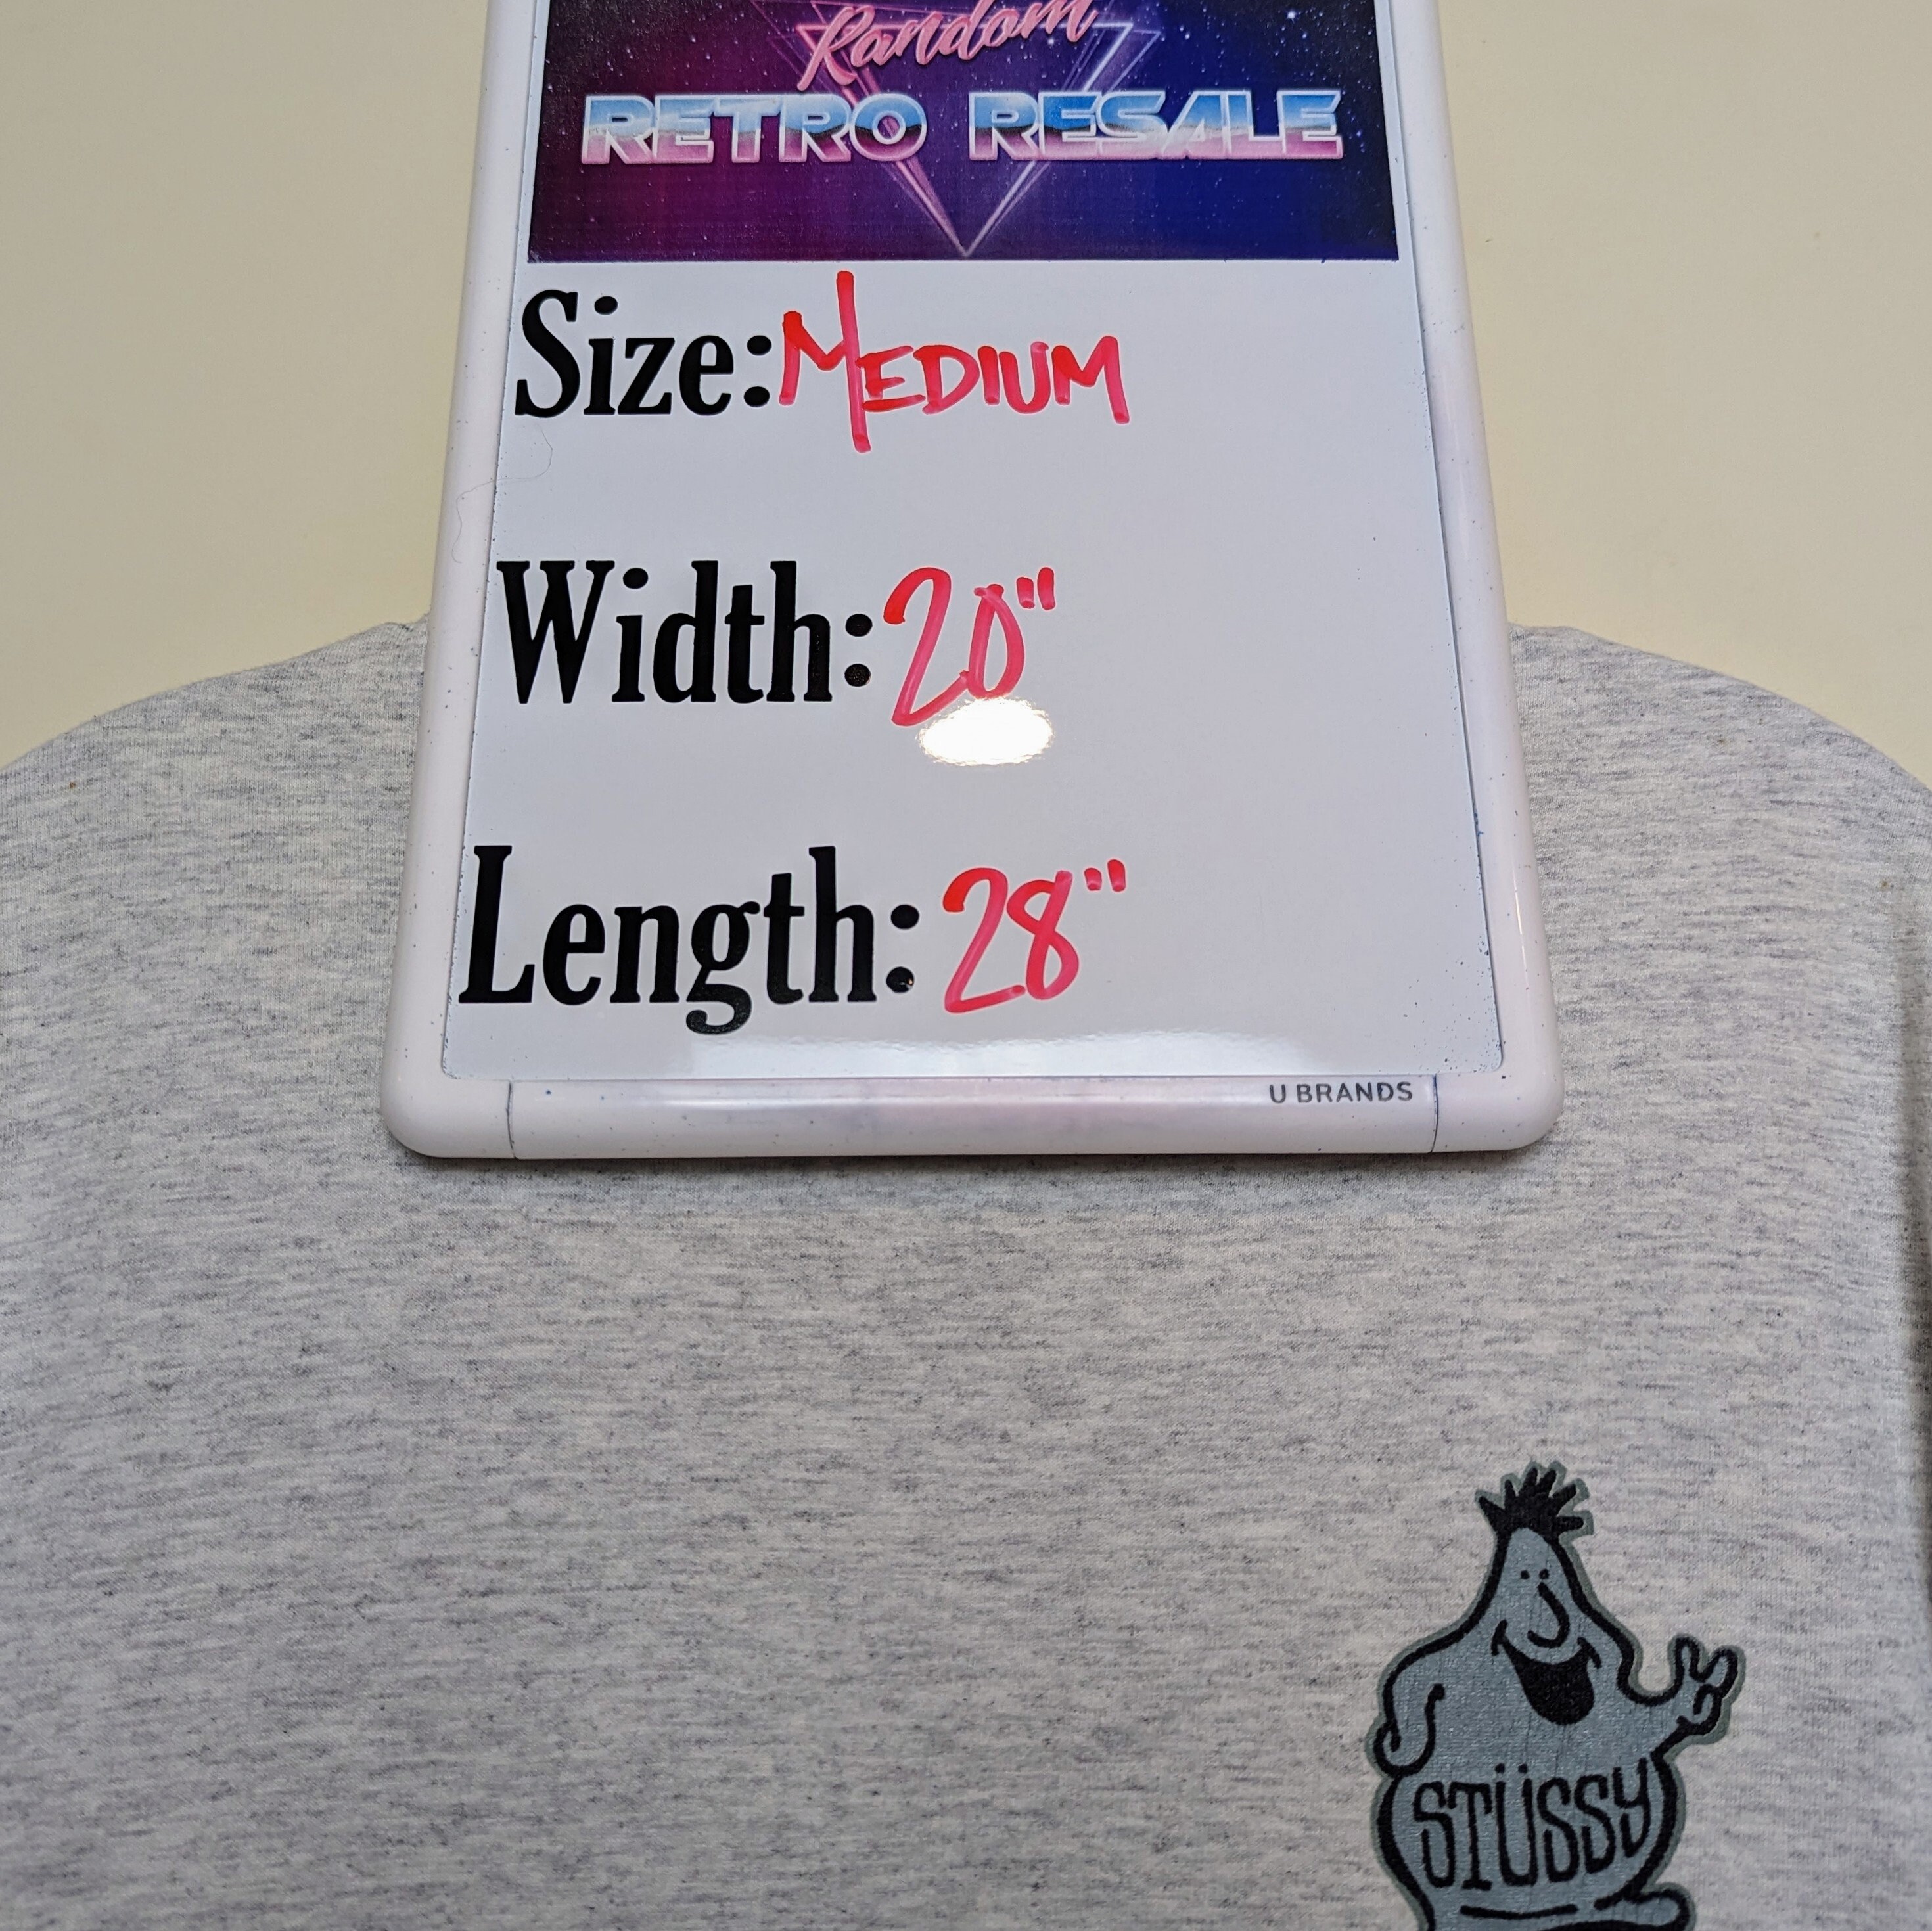 Random
RETRO RESALE
Size: MEDIUM
Width: 20"
Length: 28"
U BRANDS
STÜSSY